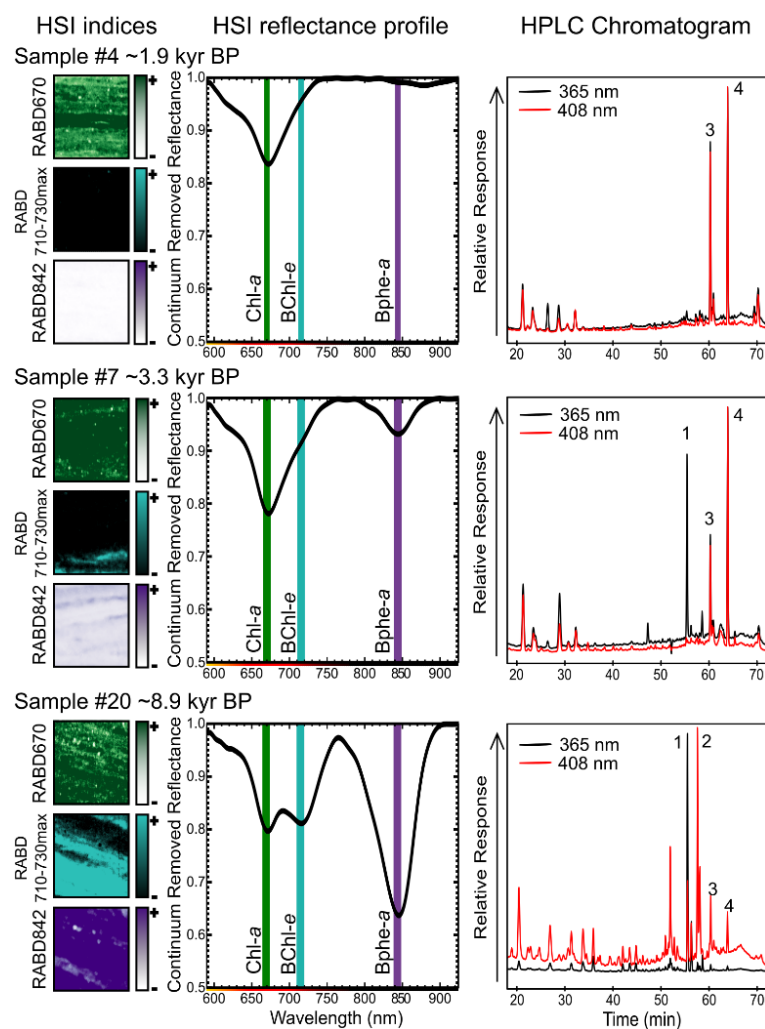 HSI indices HSI reflectance profile HPLC Chromatogram
Sample #4 ~1.9 kyr BP
RABD670
+
-
RABD
710-730max
+
-
RABD842
+
-
Continuum Removed Reflectance
1.0
0.9
0.8
0.7
0.6
0.5
Chl-a
BChl-e
Bphe-a
600 650 700 750 800 850 900
Relative Response
365 nm
408 nm
3
4
20 30 40 50 60 70
Sample #7 ~3.3 kyr BP
RABD670
+
-
RABD
710-730max
+
-
RABD842
+
-
Continuum Removed Reflectance
1.0
0.9
0.8
0.7
0.6
0.5
Chl-a
BChl-e
Bphe-a
600 650 700 750 800 850 900
Relative Response
365 nm
408 nm
1
3
4
20 30 40 50 60 70
Sample #20 ~8.9 kyr BP
RABD670
+
-
RABD
710-730max
+
-
RABD842
+
-
Continuum Removed Reflectance
1.0
0.9
0.8
0.7
0.6
0.5
Chl-a
BChl-e
Bphe-a
600 650 700 750 800 850 900
Wavelength (nm)
Relative Response
365 nm
408 nm
1
2
3
4
20 30 40 50 60 70
Time (min)